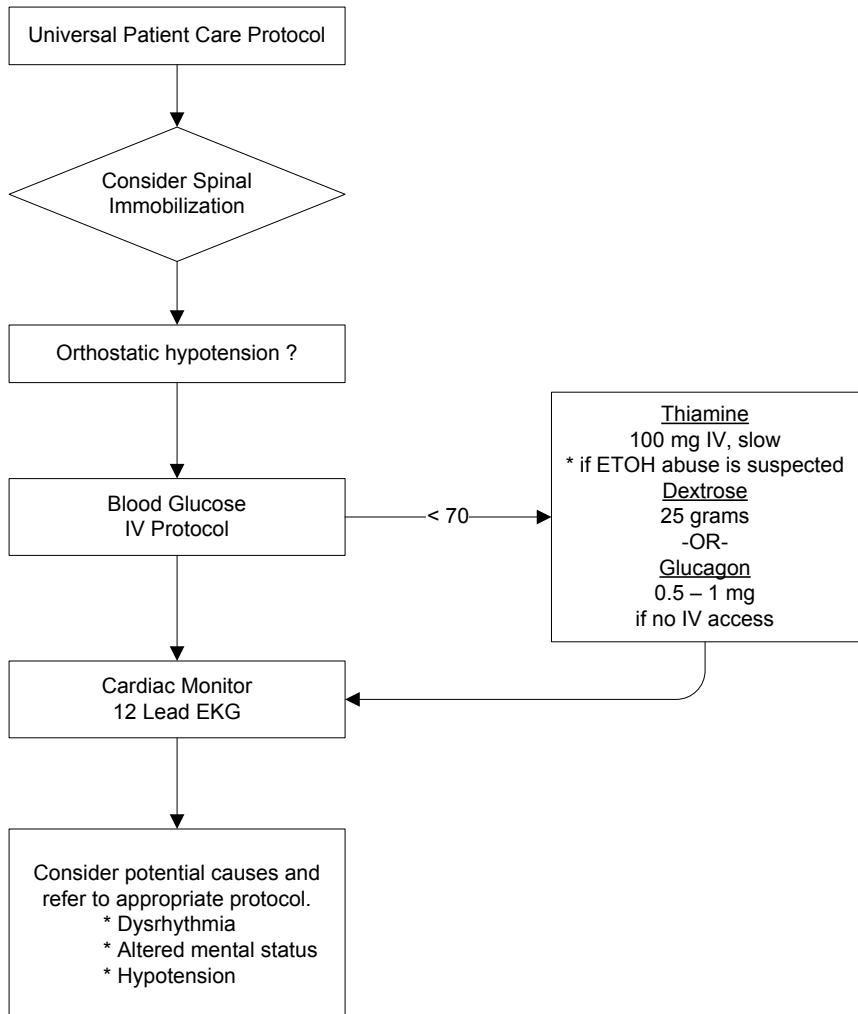 Universal Patient Care Protocol
Consider Spinal
Immobilization
Orthostatic hypotension ?
Blood Glucose
IV Protocol
< 70
Thiamine
100 mg IV, slow
* if ETOH abuse is suspected
Dextrose
25 grams
-OR-
Glucagon
0.5 – 1 mg
if no IV access
Cardiac Monitor
12 Lead EKG
Consider potential causes and
refer to appropriate protocol.
* Dysrhythmia
* Altered mental status
* Hypotension